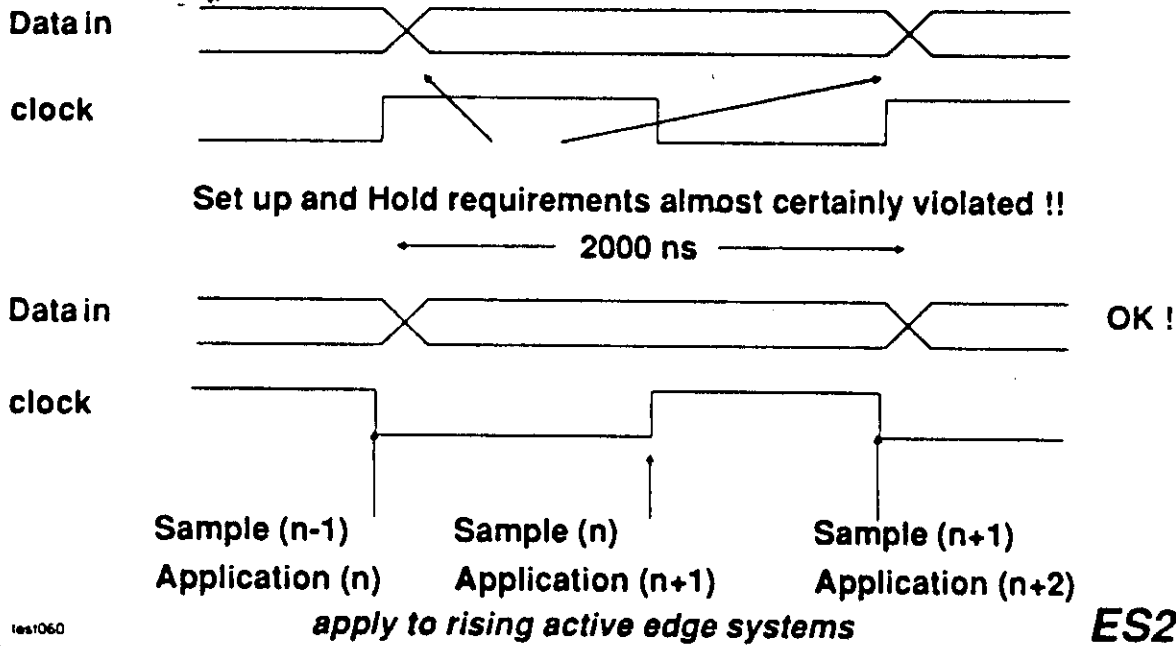 Data in
clock
Set up and Hold requirements almost certainly violated !!
2000 ns
Data in
OK !
clock
Sample (n-1) Sample (n) Sample (n+1)
Application (n) Application (n+1) Application (n+2)
test060 apply to rising active edge systems ES2